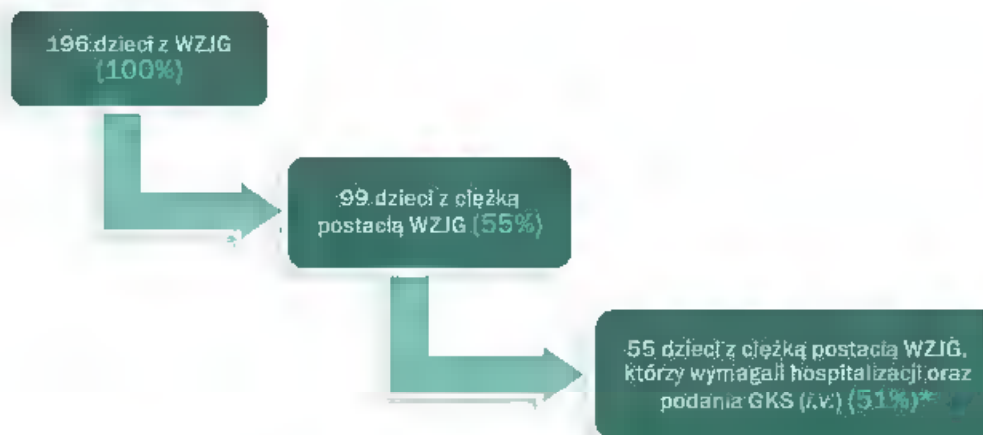 196 dzieci z WZJG
(100%)
99 dzieci z ciężką
postacią WZJG (55%)
55 dzieci z ciężką postacią WZJG,
którzy wymagali hospitalizacji oraz
podania GKS (i.v.) (51%)*